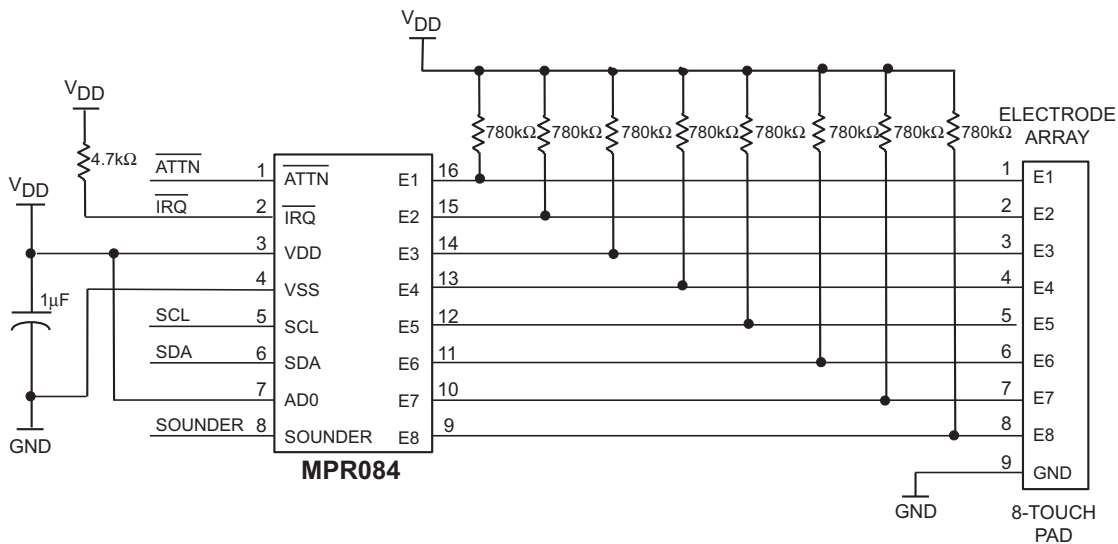 VDD
VDD
780kΩ 780kΩ 780kΩ 780kΩ 780kΩ 780kΩ 780kΩ 780kΩ
ELECTRODE
ARRAY
4.7kΩ
VDD
ATTN 1 ATTN E1 16 1 E1
IRQ 2 IRQ E2 15 2 E2
3 VDD E3 14 3 E3
4 VSS E4 13 4 E4
1μF
SCL 5 SCL E5 12 5 E5
SDA 6 SDA E6 11 6 E6
7 AD0 E7 10 7 E7
SOUNDER 8 SOUNDER E8 9 8 E8
GND
MPR084
9 GND
GND
8-TOUCH
PAD